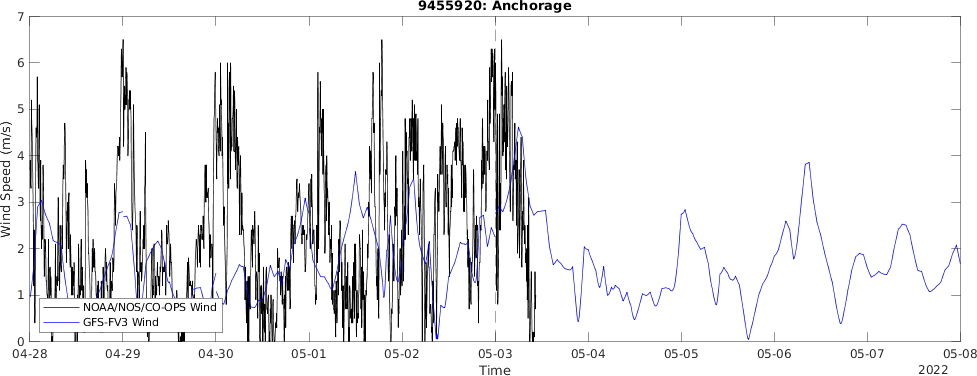 9455920: Anchorage
7
6
5
4
3
2
1
0
Wind Speed (m/s)
NOAA/NOS/CO-OPS Wind
GFS-FV3 Wind
04-28 04-29 04-30 05-01 05-02 05-03 05-04 05-05 05-06 05-07 05-08
Time
2022